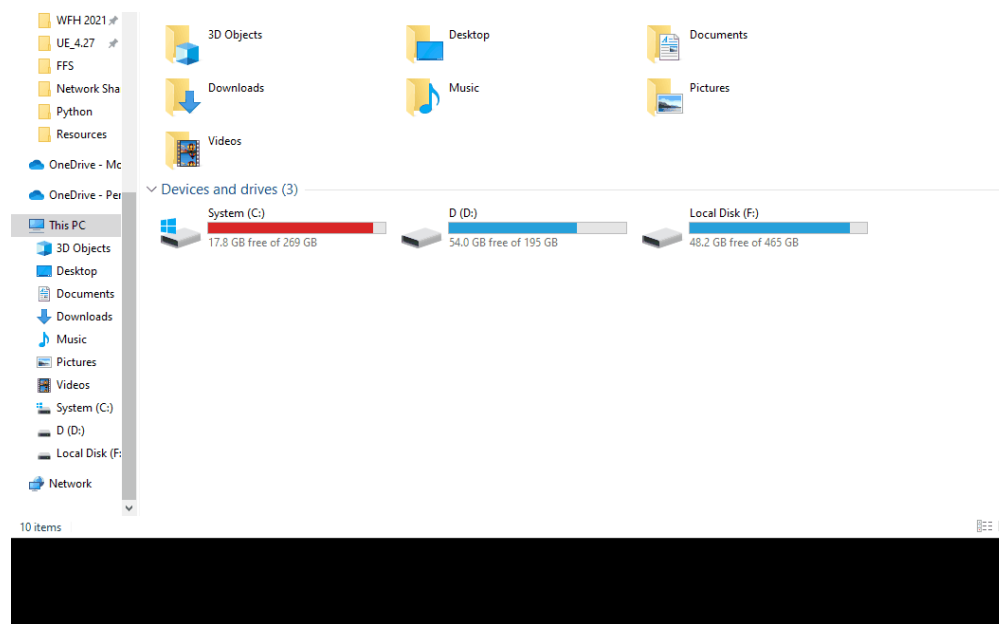 WFH 2021
UE_4.27
FFS
Network Sha
Python
Resources
OneDrive - Mc
OneDrive - Per
This PC
3D Objects
Desktop
Documents
Downloads
Music
Pictures
Videos
System (C:)
D (D:)
Local Disk (F:
Network
3D Objects
Desktop
Documents
Downloads
Music
Pictures
Videos
Devices and drives (3)
System (C:)
17.8 GB free of 269 GB
D (D:)
54.0 GB free of 195 GB
Local Disk (F:)
48.2 GB free of 465 GB
10 items